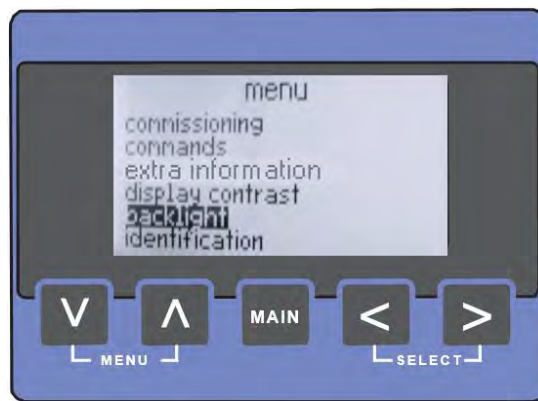 menu
commissioning
commands
extra information
display contrast
backlight
identification
V Λ MAIN < >
MENU SELECT